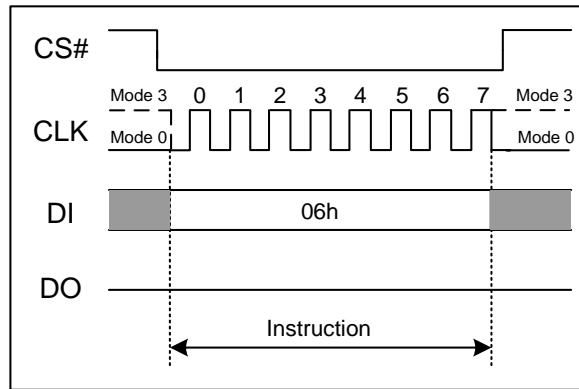 CS#
Mode 3 0 1 2 3 4 5 6 7 Mode 3
CLK
Mode 0 Mode 0
DI 06h
DO
Instruction